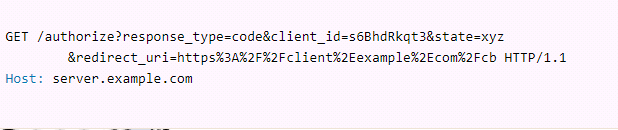 GET /authorize?response_type=code&client_id=s6BhdRkqt3&state=xyz
&redirect_uri=https%3A%2F%2Fclient%2Eexample%2Ecom%2Fcb HTTP/1.1
Host: server.example.com